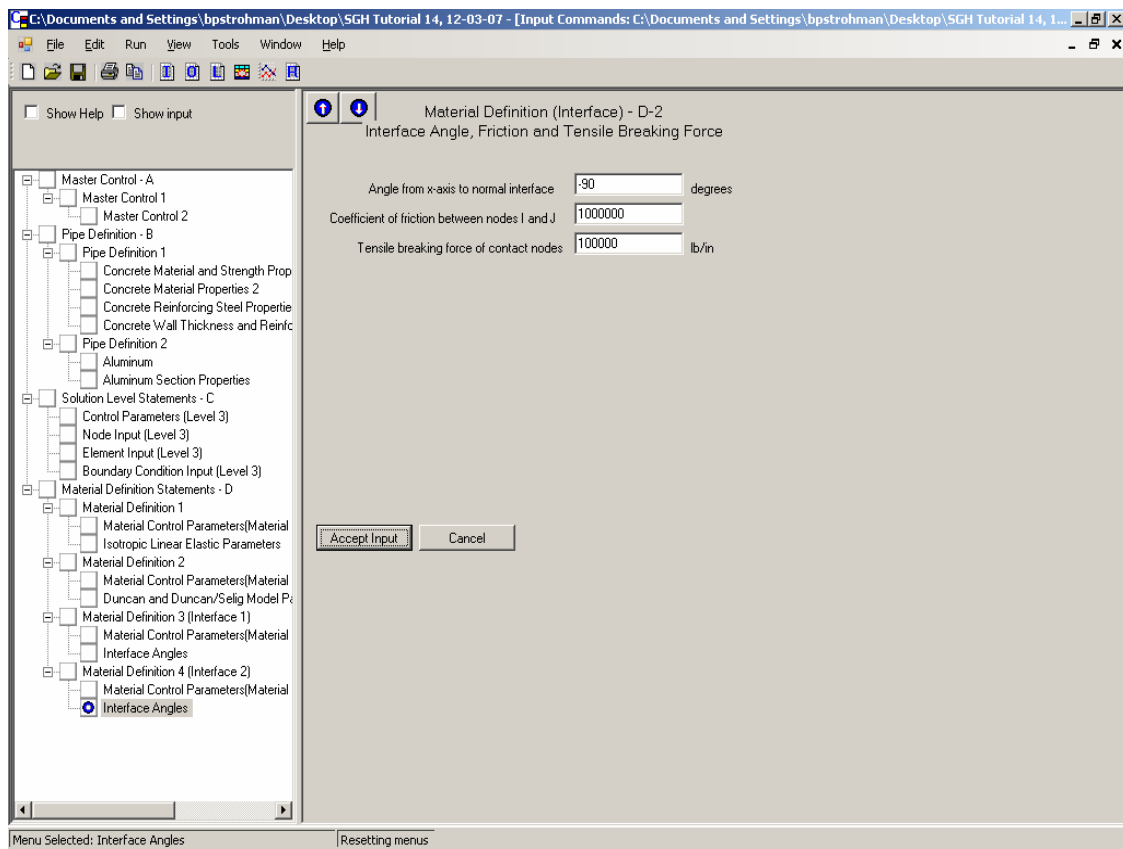 C:\Documents and Settings\bpstrohman\Desktop\SGH Tutorial 14, 12-03-07 - [Input Commands: C:\Documents and Settings\bpstrohman\Desktop\SGH Tutorial 14, 1...
File Edit Run View Tools Window Help
Show Help Show input
Master Control - A
Master Control 1
Master Control 2
Pipe Definition - B
Pipe Definition 1
Concrete Material and Strength Prop
Concrete Material Properties 2
Concrete Reinforcing Steel Propertie
Concrete Wall Thickness and Reinfo
Pipe Definition 2
Aluminum
Aluminum Section Properties
Solution Level Statements - C
Control Parameters (Level 3)
Node Input (Level 3)
Element Input (Level 3)
Boundary Condition Input (Level 3)
Material Definition Statements - D
Material Definition 1
Material Control Parameters(Material
Isotropic Linear Elastic Parameters
Material Definition 2
Material Control Parameters(Material
Duncan and Duncan/Selig Model Pa
Material Definition 3 (Interface 1)
Material Control Parameters(Material
Interface Angles
Material Definition 4 (Interface 2)
Material Control Parameters(Material
Interface Angles
Material Definition (Interface) - D-2
Interface Angle, Friction and Tensile Breaking Force
Angle from x-axis to normal interface -90 degrees
Coefficient of friction between nodes I and J 1000000
Tensile breaking force of contact nodes 100000 lb/in
Accept Input Cancel
Menu Selected: Interface Angles Resetting menus